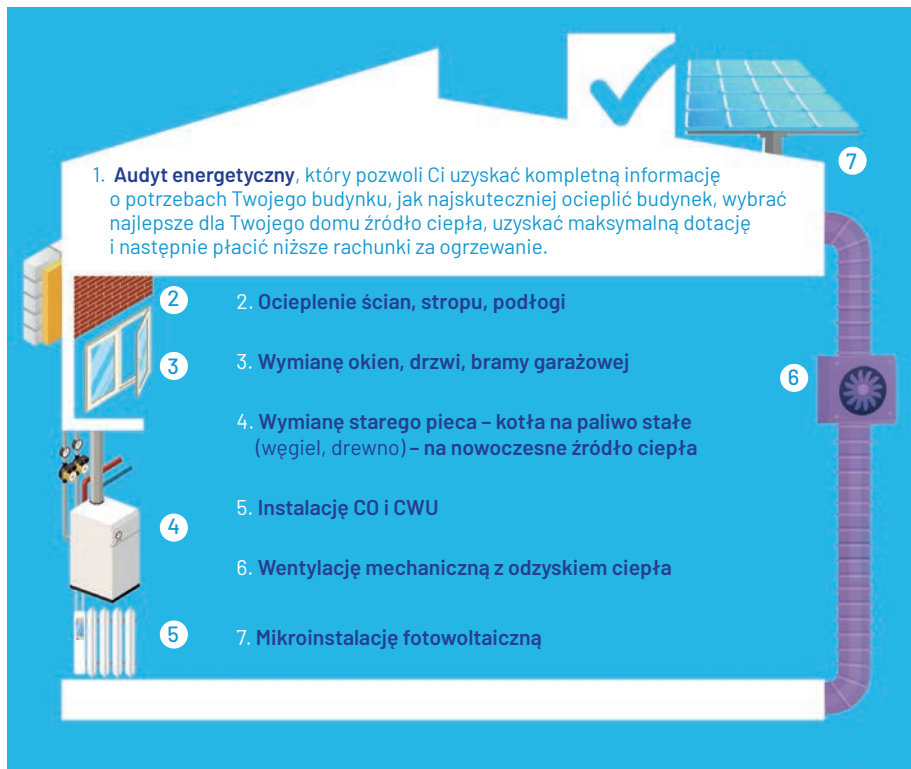 1. Audyt energetyczny, który pozwoli Ci uzyskać kompletną informację
o potrzebach Twojego budynku, jak najskuteczniej ocieplić budynek, wybrać
najlepsze dla Twojego domu źródło ciepła, uzyskać maksymalną dotację
i następnie płacić niższe rachunki za ogrzewanie.
2 2. Ocieplenie ścian, stropu, podłogi
3 3. Wymianę okien, drzwi, bramy garażowej
4. Wymianę starego pieca – kotła na paliwo stałe
(węgiel, drewno) – na nowoczesne źródło ciepła
4
5. Instalację CO i CWU
6. Wentylację mechaniczną z odzyskiem ciepła
5 7. Mikroinstalację fotowoltaiczną
6
7